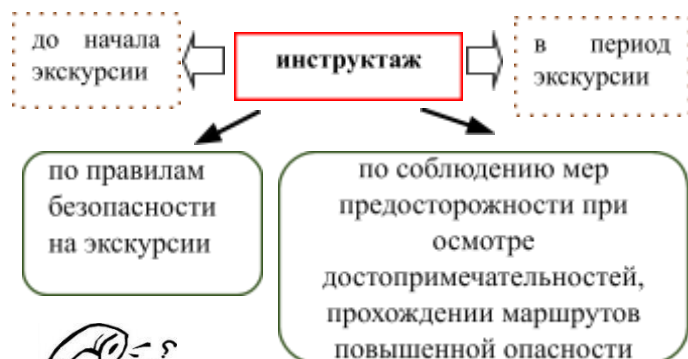 до начала
экскурсии
инструктаж
в период
экскурсии
по правилам
безопасности
на экскурсии
по соблюдению мер
предосторожности при
осмотре
достопримечательностей,
прохождении маршрутов
повышенной опасности
?